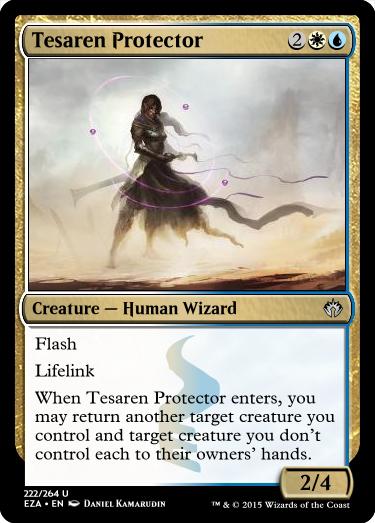 Tesaren Protector 2
Creature — Human Wizard
Flash
Lifelink
When Tesaren Protector enters, you
may return another target creature you
control and target creature you don't
control each to their owners' hands.
2/4
222/264 U
EZA • EN Daniel Kamarudin ™ & © 2015 Wizards of the Coast